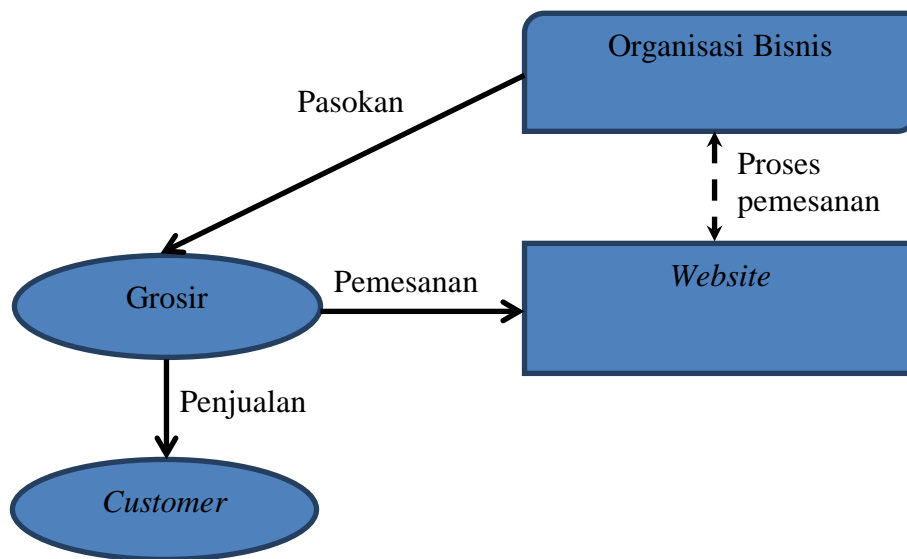 Organisasi Bisnis
Pasokan
Proses
pemesanan
Grosir
Pemesanan
Website
Penjualan
Customer